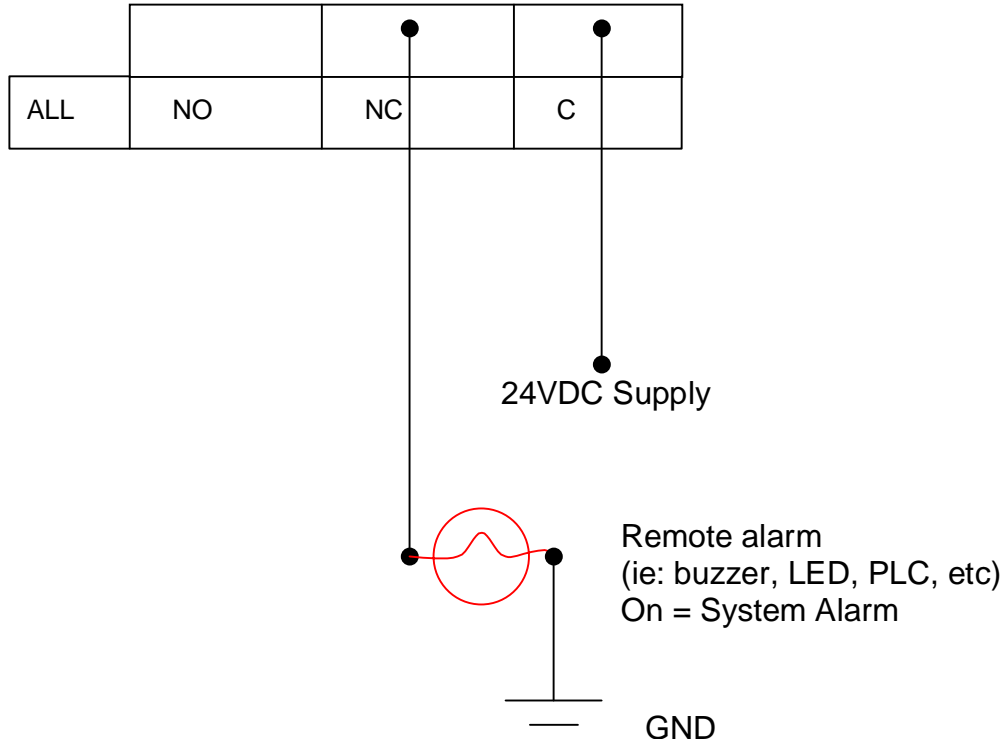 ALL NO NC C
24VDC Supply
Remote alarm
(ie: buzzer, LED, PLC, etc)
On = System Alarm
GND